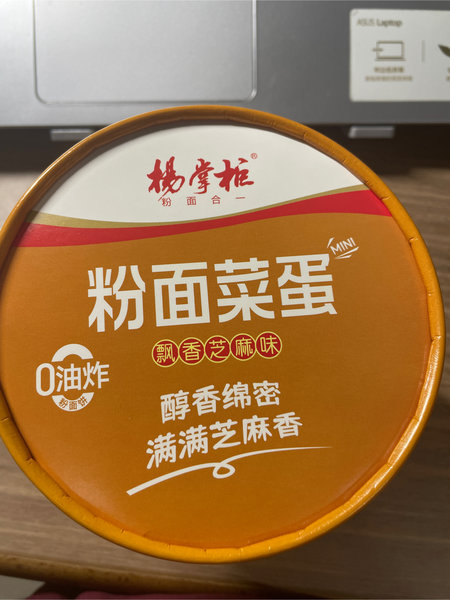 ASUS Laptop
楊掌柜®
粉面合一
粉面菜蛋
MINI
飘香芝麻味
0油炸
粉面饼
醇香绵密
满满芝麻香